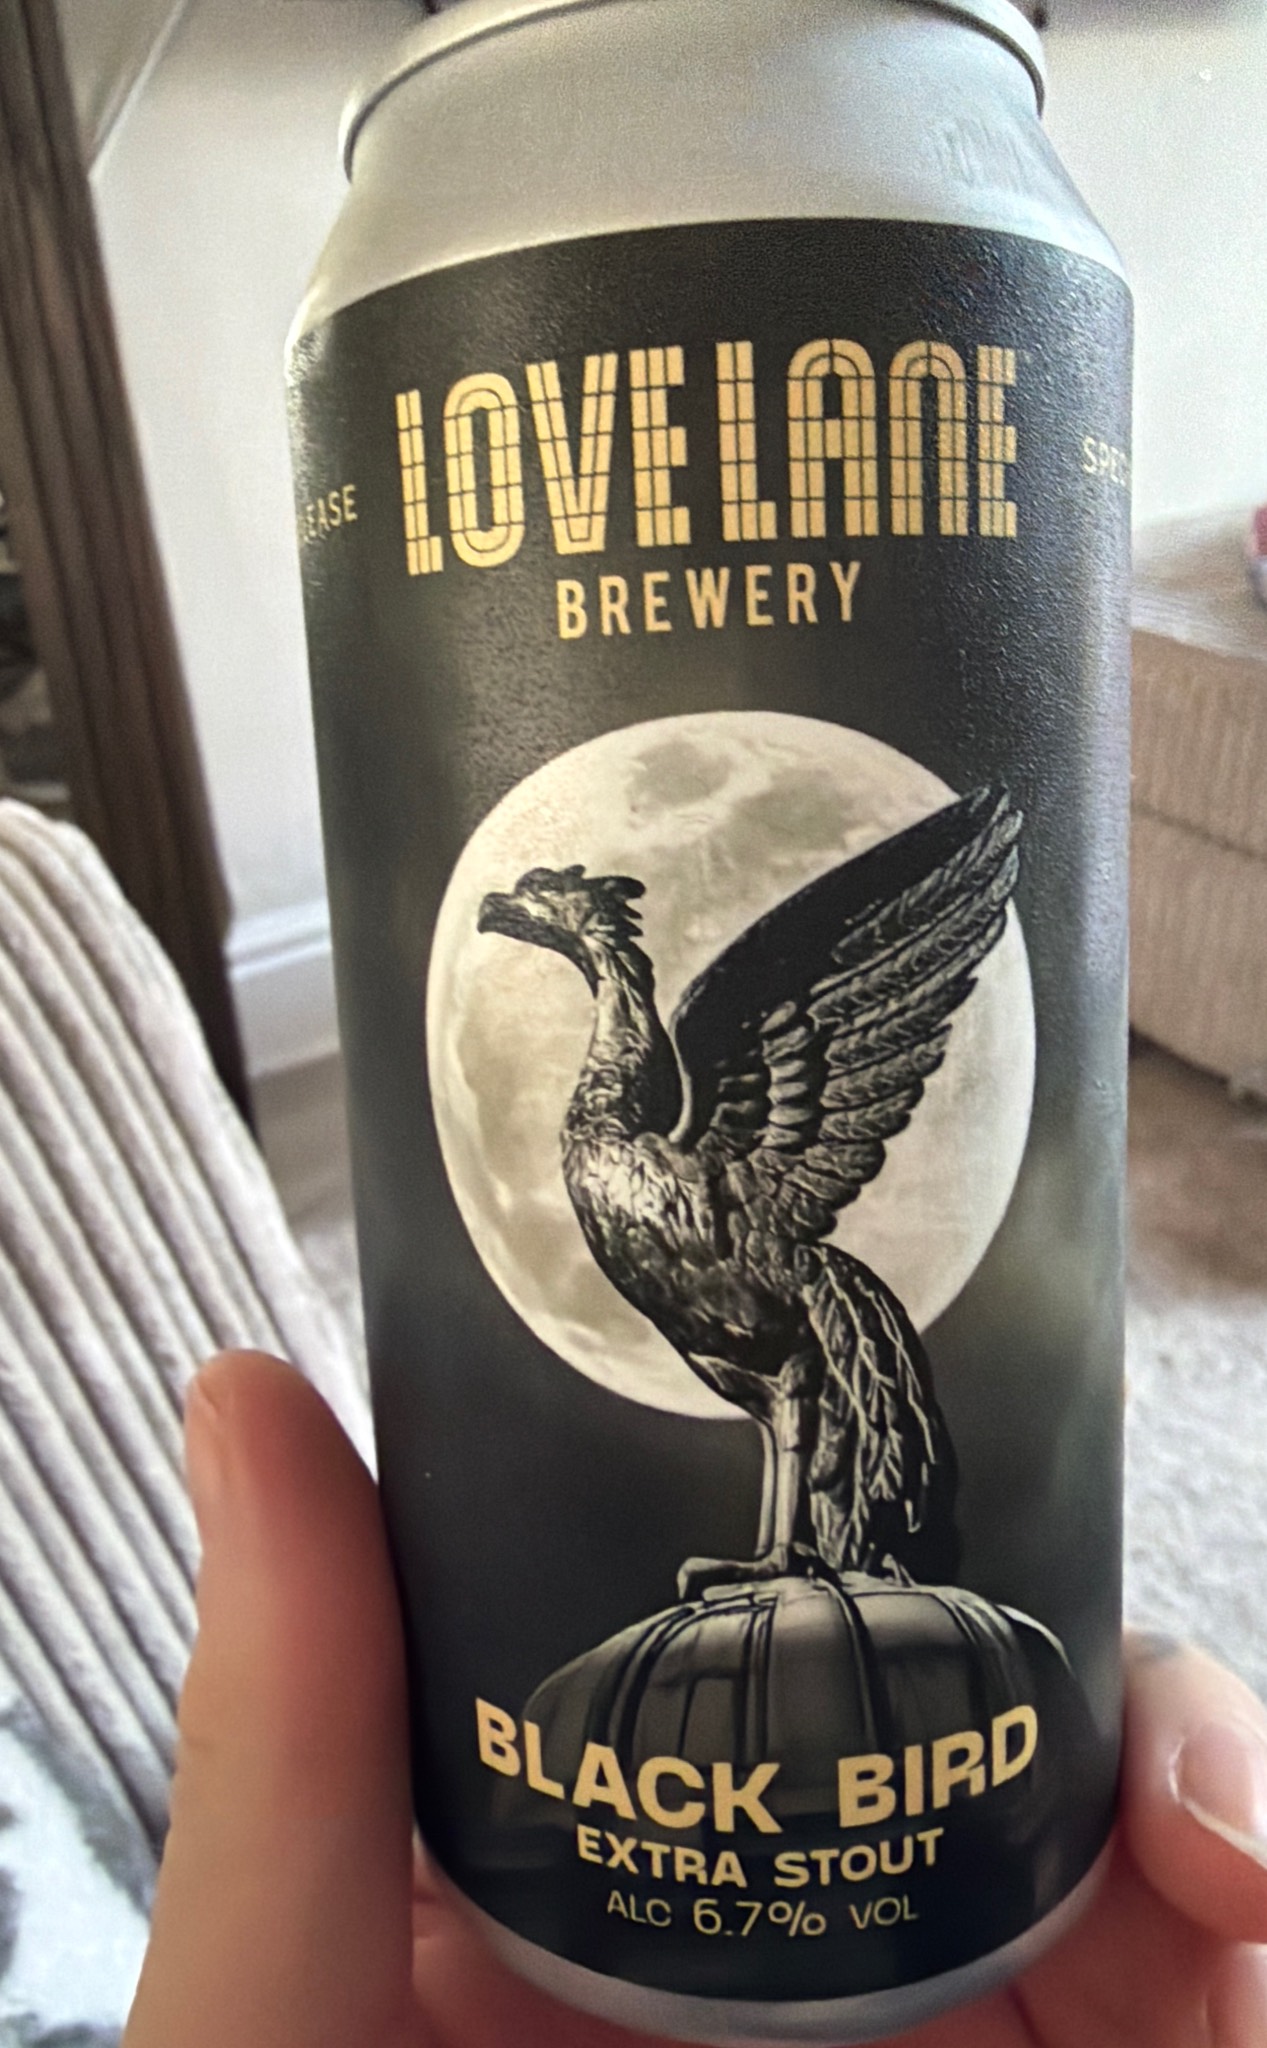 LOVE LANE
BREWERY
BLACK BIRD
EXTRA STOUT
ALC 6.7% VOL